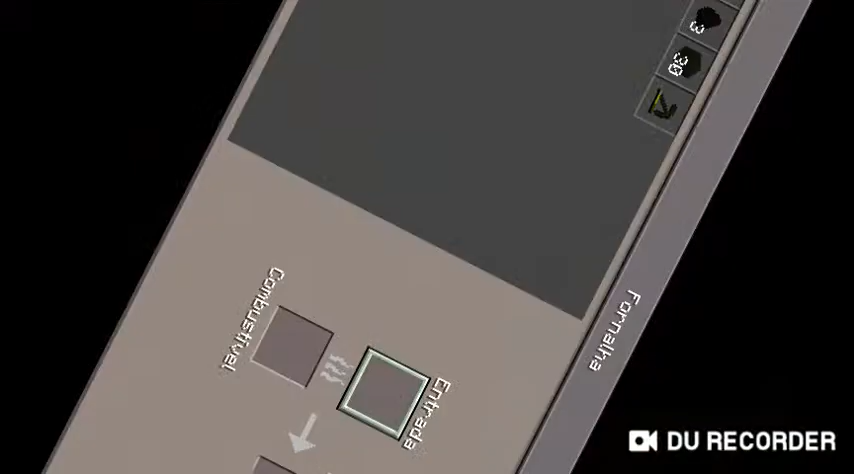 Fornalha
Entrada
Combustível
3
30
DU RECORDER